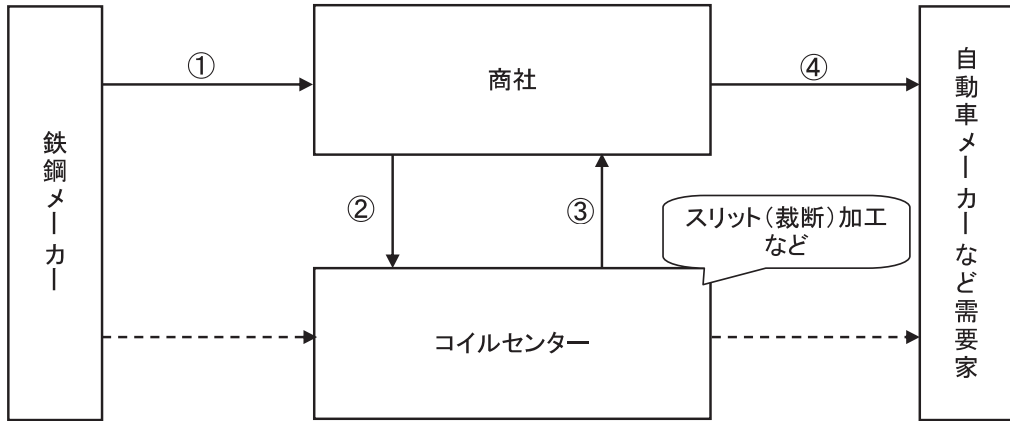 鉄鋼メーカー
①
商社
④
自動車メーカーなど需要家
②
③
スリット（裁断）加工
など
コイルセンター